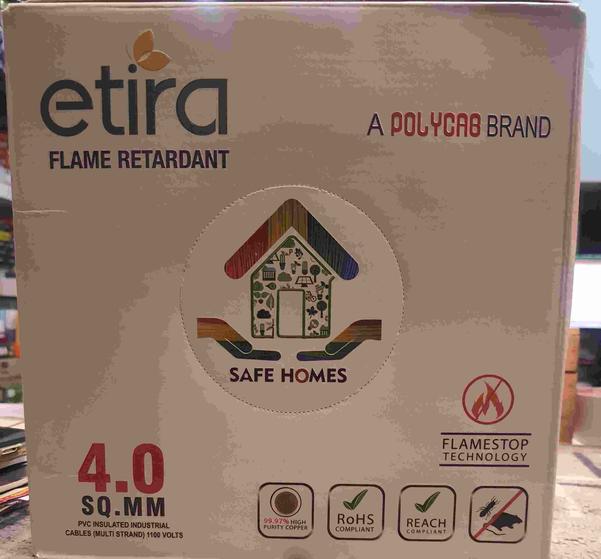 etira
FLAME RETARDANT
A POLYCAB BRAND
SAFE HOMES
FLAMESTOP
TECHNOLOGY
4.0
SQ.MM
PVC INSULATED INDUSTRIAL
CABLES (MULTI STRAND) 1100 VOLTS
99.97% HIGH
PURITY COPPER
RoHS
COMPLIANT
REACH
COMPLIANT